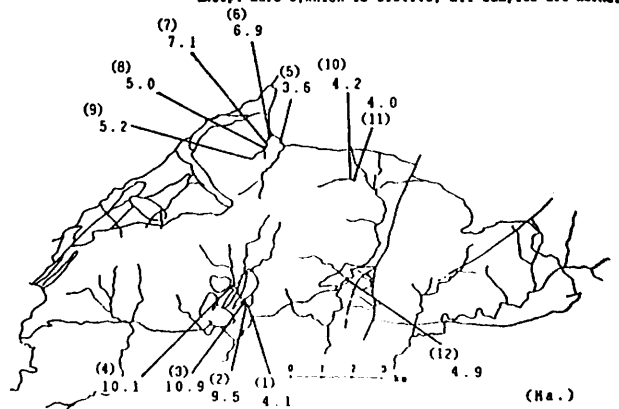 (6)
(7) 6.9
7.1
(8) (5) (10)
5.0 3.6 4.2 4.0
(9) (11)
5.2
(4) (3) (2) (1) (12)
10.1 10.9 9.5 4.1 4.9
0 1 2 3
km
(Ma.)